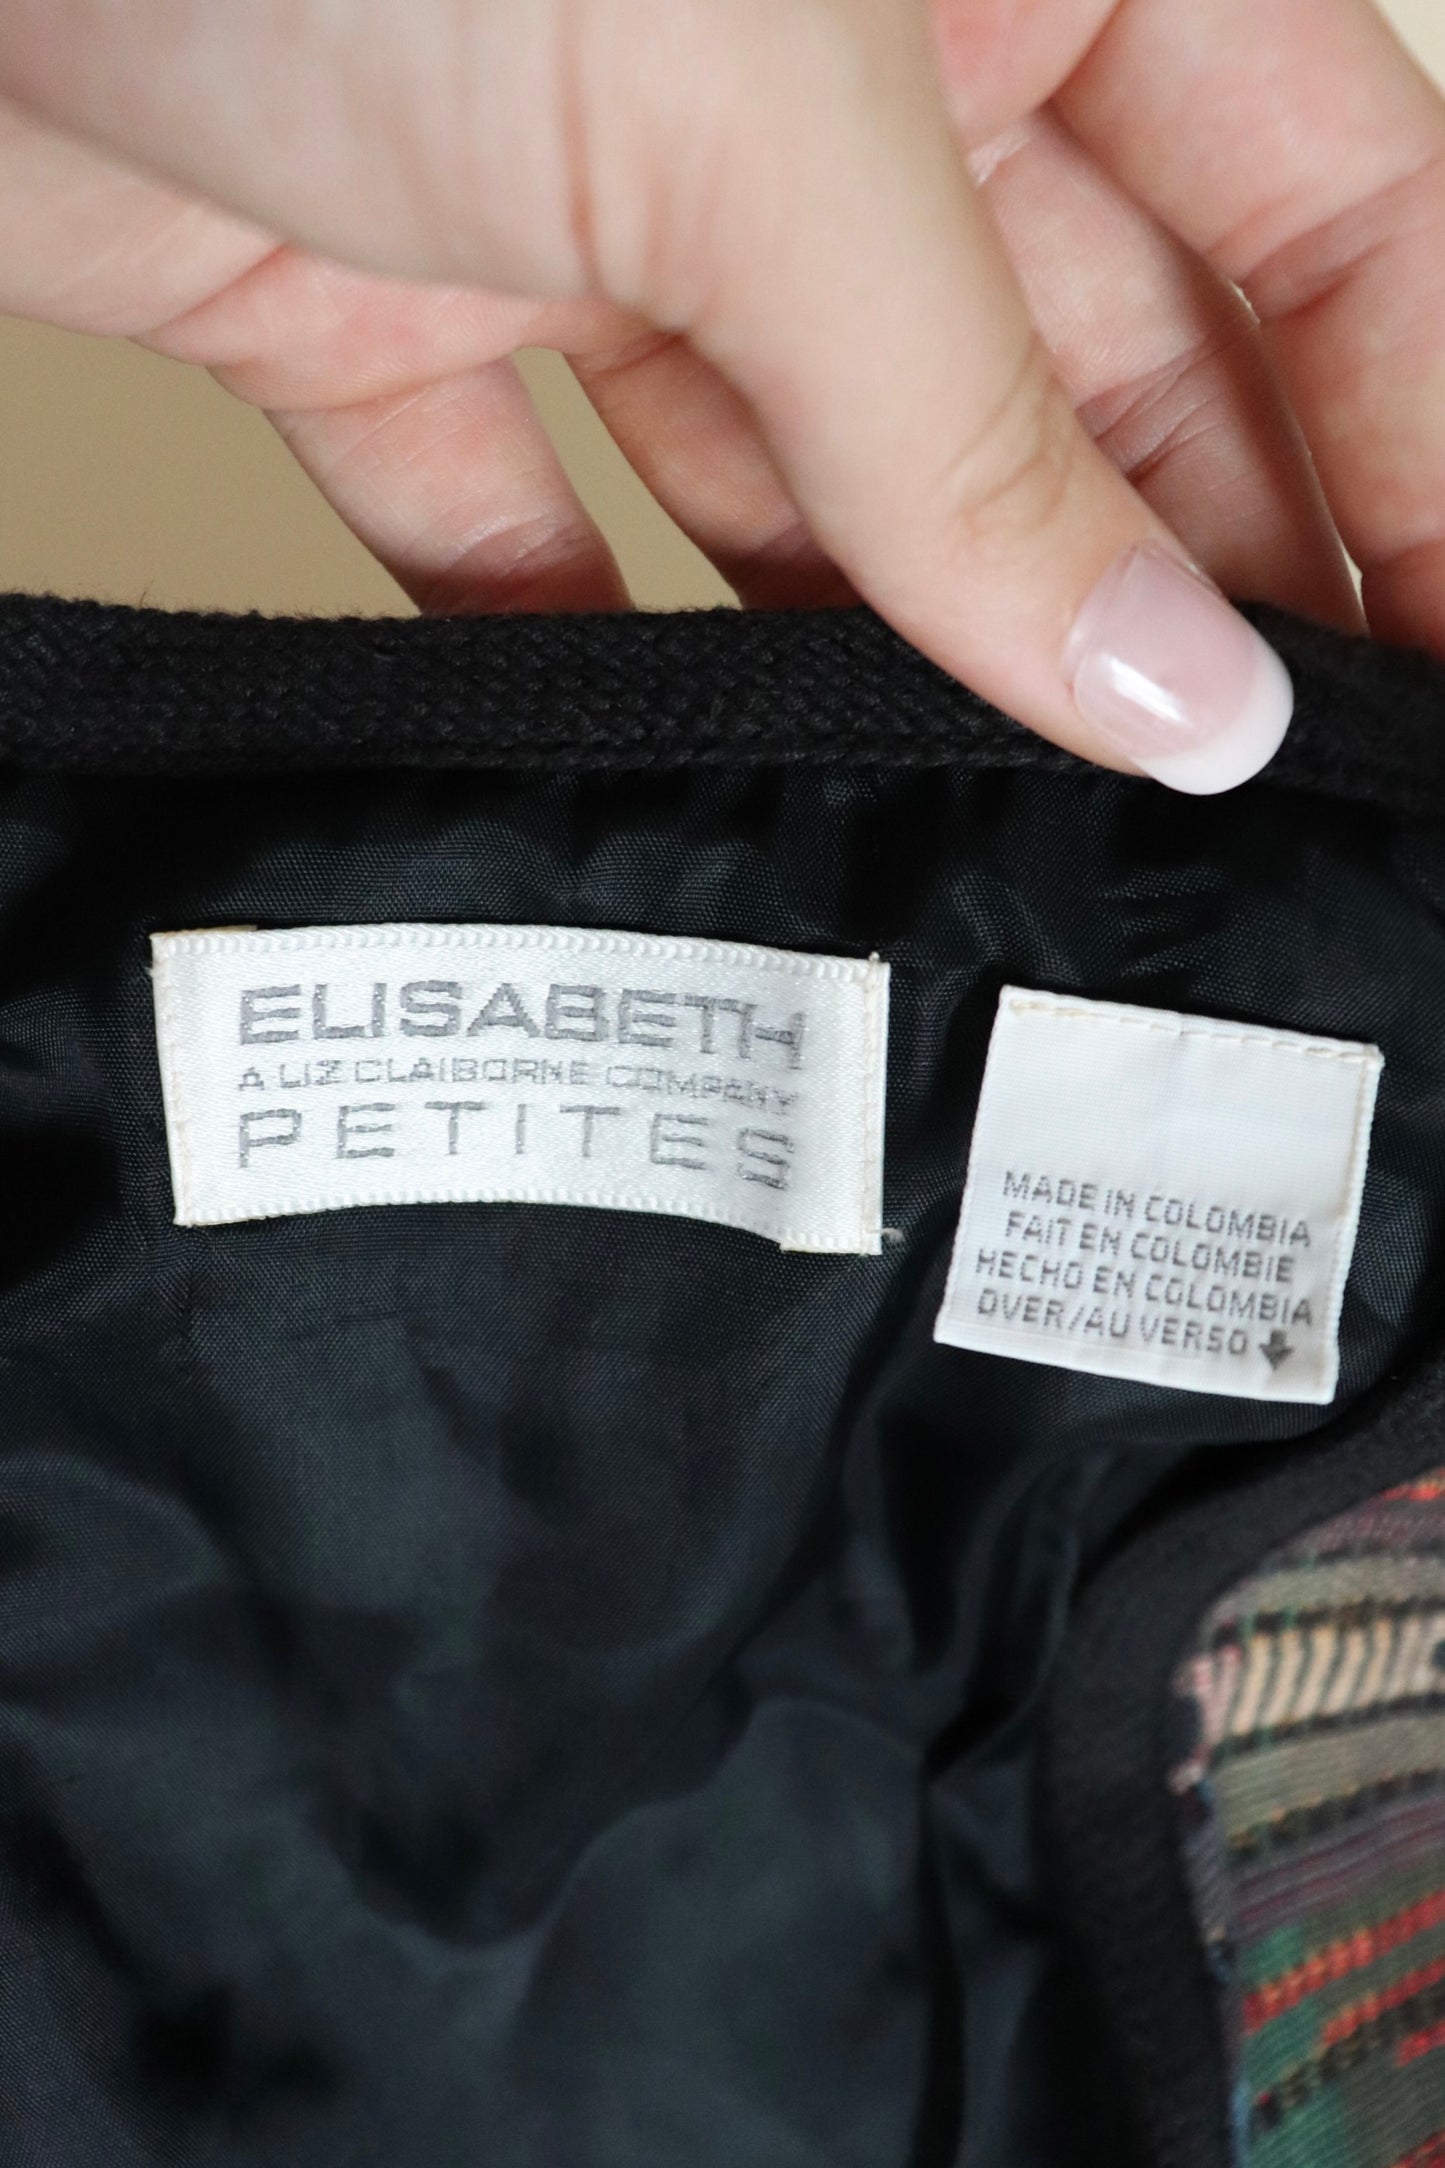 ELISABETH
A LIZ CLAIBORNE COMPANY
PETITES
MADE IN COLOMBIA
FAIT EN COLOMBIE
HECHO EN COLOMBIA
OVER/AU VERSO